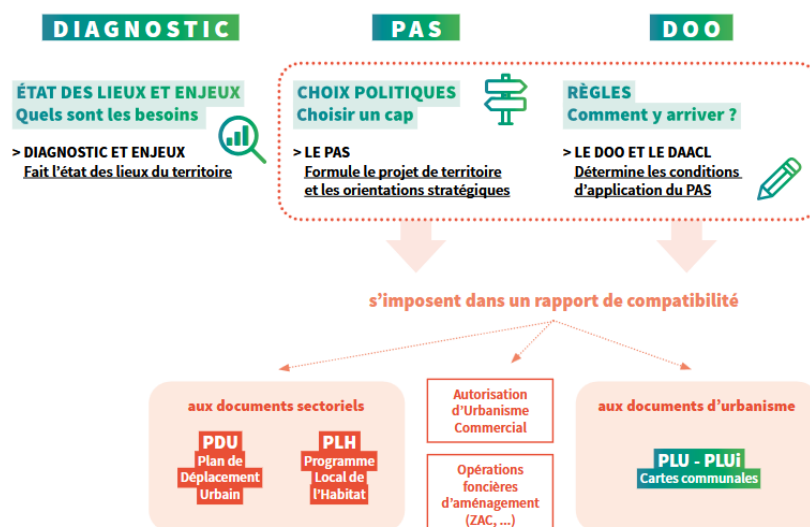 DIAGNOSTIC
PAS
DOO
ÉTAT DES LIEUX ET ENJEUX
Quels sont les besoins
> DIAGNOSTIC ET ENJEUX
Fait l'état des lieux du territoire
CHOIX POLITIQUES
Choisir un cap
> LE PAS
Formule le projet de territoire
et les orientations stratégiques
RÈGLES
Comment y arriver ?
> LE DOO ET LE DAACL
Détermine les conditions
d'application du PAS
s'imposent dans un rapport de compatibilité
aux documents sectoriels
PDU
Plan de
Déplacement
Urbain
PLH
Programme
Local de
l'Habitat
Autorisation
d'Urbanisme
Commercial
Opérations
foncières
d'aménagement
(ZAC, ...)
aux documents d'urbanisme
PLU - PLUi
Cartes communales